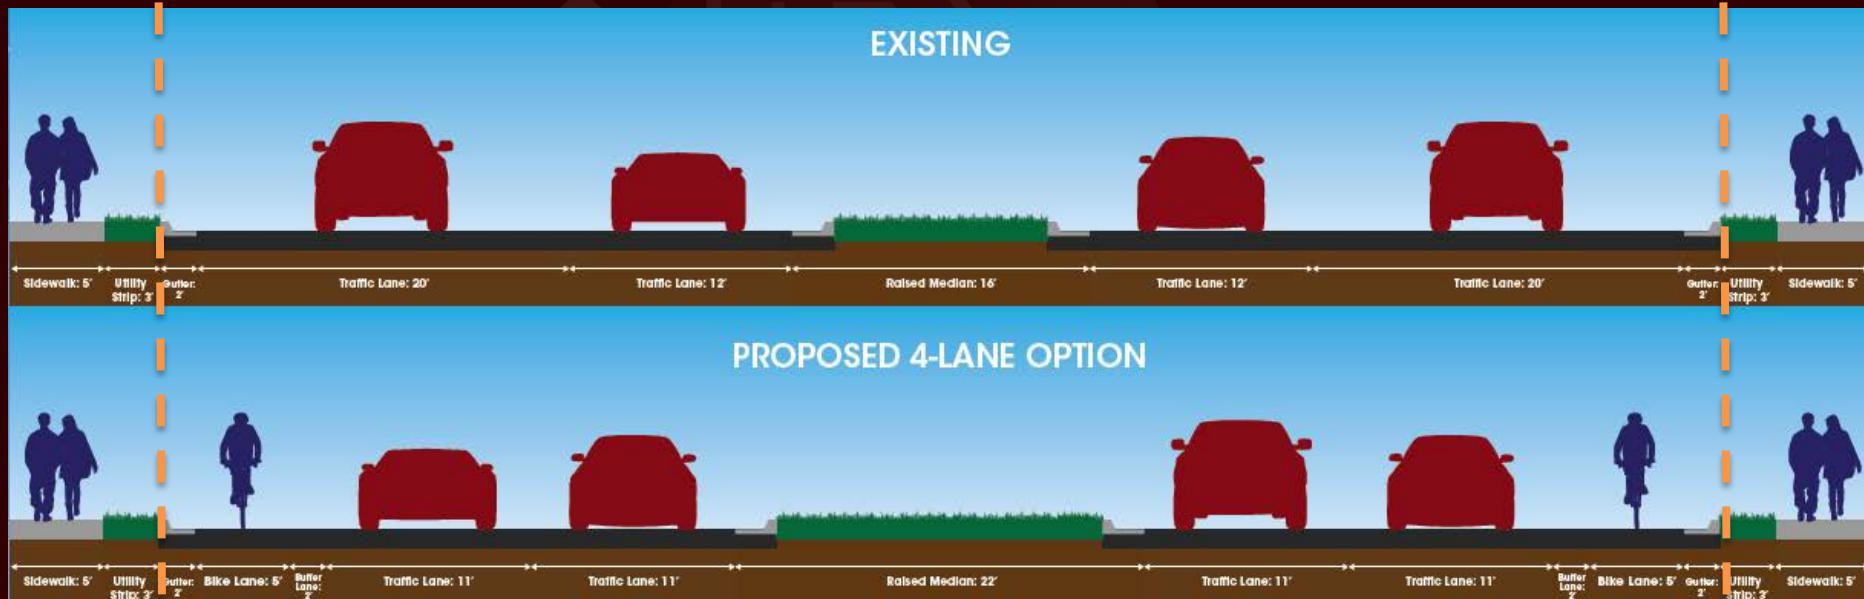 EXISTING
Sidewalk: 5'
Utility
Strip: 3'
Gutter:
2'
Traffic Lane: 20'
Traffic Lane: 12'
Raised Median: 16'
Traffic Lane: 12'
Traffic Lane: 20'
Gutter:
2'
Utility
Strip: 3'
Sidewalk: 5'
PROPOSED 4-LANE OPTION
Sidewalk: 5'
Utility
Strip: 3'
Gutter:
2'
Bike Lane: 5'
Buffer
Lane:
2'
Traffic Lane: 11'
Traffic Lane: 11'
Raised Median: 22'
Traffic Lane: 11'
Traffic Lane: 11'
Buffer
Lane:
2'
Bike Lane: 5'
Gutter:
2'
Utility
Strip: 3'
Sidewalk: 5'